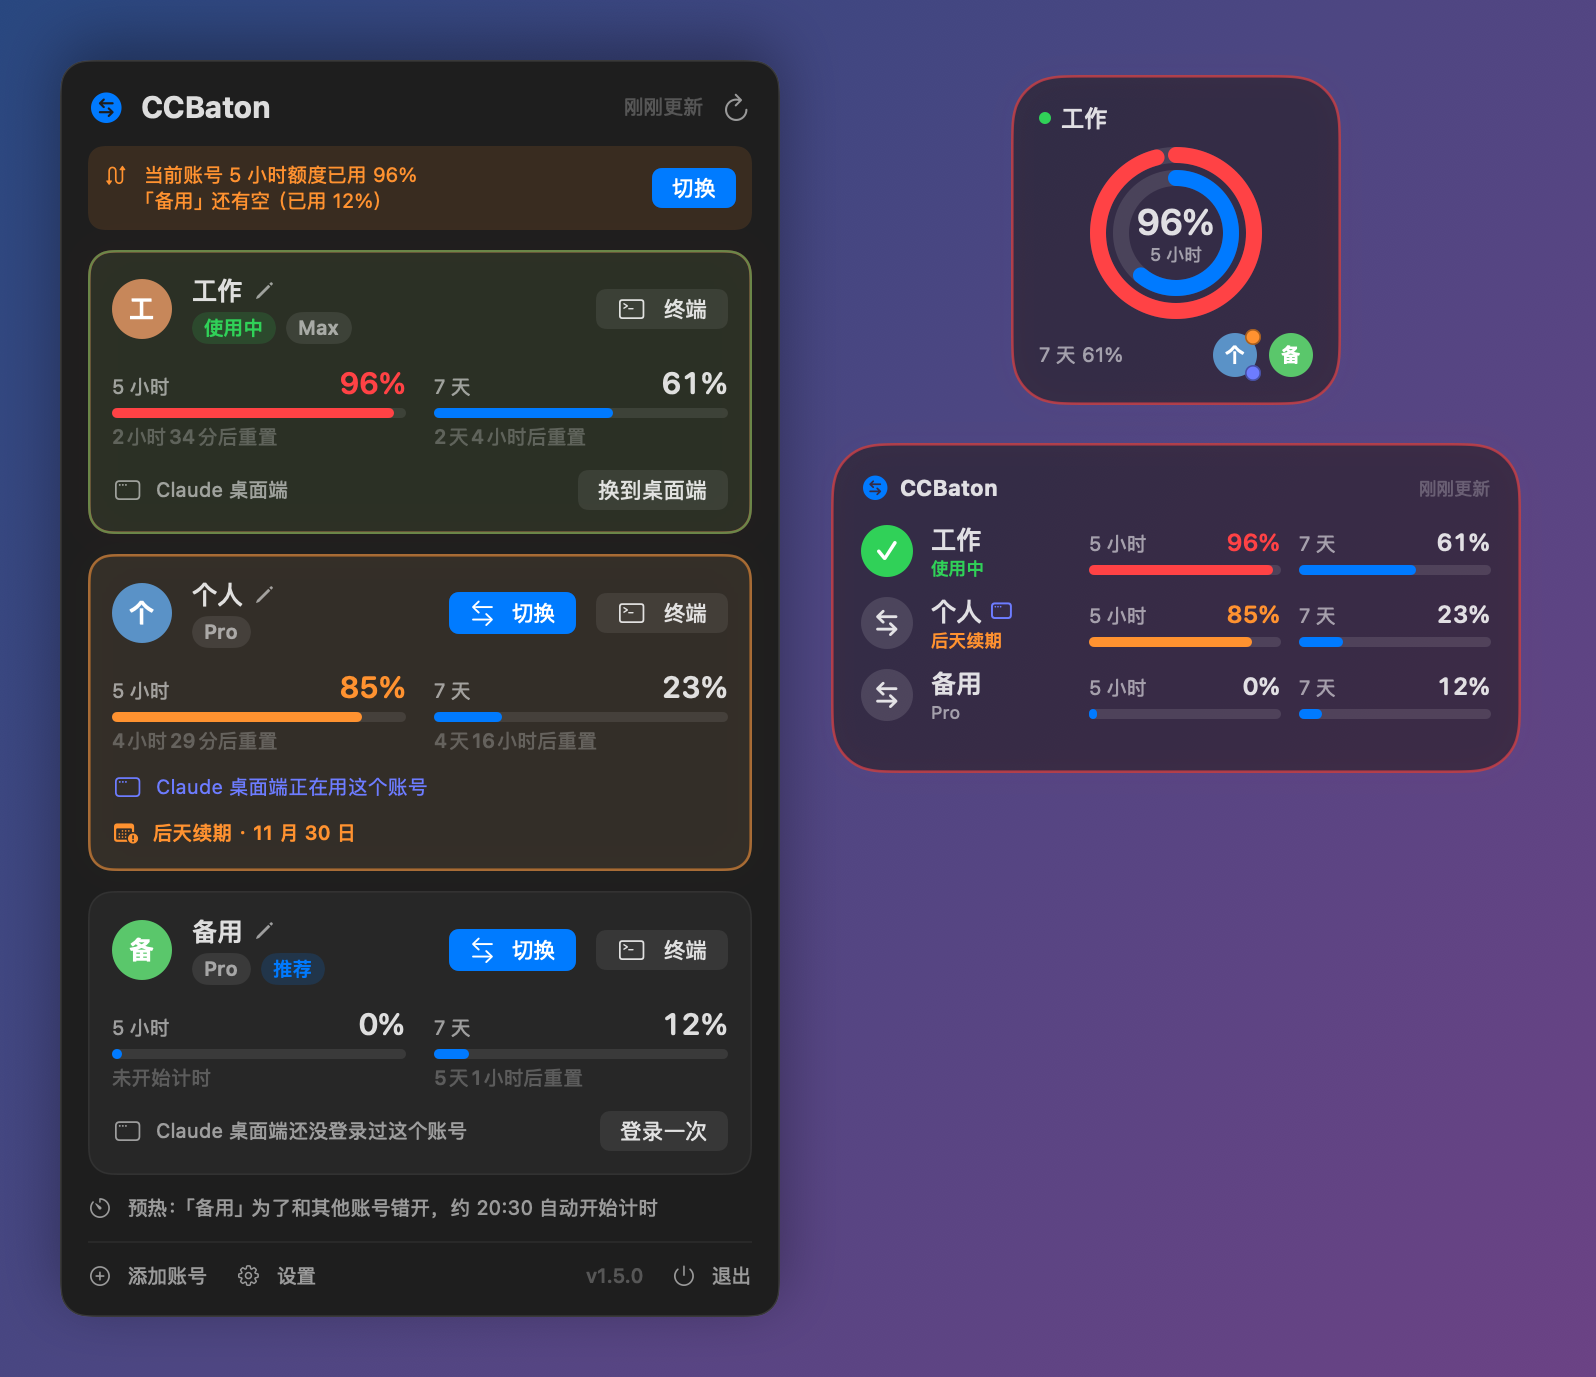 CCBaton 刚刚更新
当前账号 5 小时额度已用 96%
「备用」还有空（已用 12%）
切换
工 工作 终端
使用中 Max
5 小时 96% 7 天 61%
2小时34分后重置 2天4小时后重置
Claude 桌面端 换到桌面端
个 个人 切换 终端
Pro
5 小时 85% 7 天 23%
4小时29分后重置 4天16小时后重置
Claude 桌面端正在用这个账号
后天续期 · 11 月 30 日
备 备用 切换 终端
Pro 推荐
5 小时 0% 7 天 12%
未开始计时 5天1小时后重置
Claude 桌面端还没登录过这个账号 登录一次
预热：「备用」为了和其他账号错开，约 20:30 自动开始计时
添加账号 设置 v1.5.0 退出
工作
96%
5 小时
7 天 61% 个 备
CCBaton 刚刚更新
工作 5 小时 96% 7 天 61%
使用中
个人 5 小时 85% 7 天 23%
后天续期
备用 5 小时 0% 7 天 12%
Pro